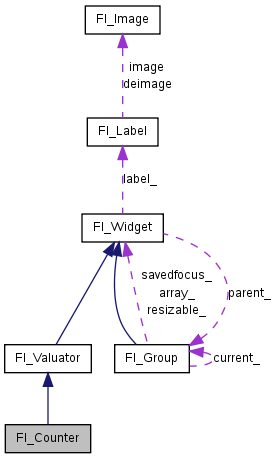 Fl_Image
image
deimage
Fl_Label
label_
Fl_Widget
savedfocus_
array_
resizable_
parent_
Fl_Valuator
Fl_Group
current_
Fl_Counter